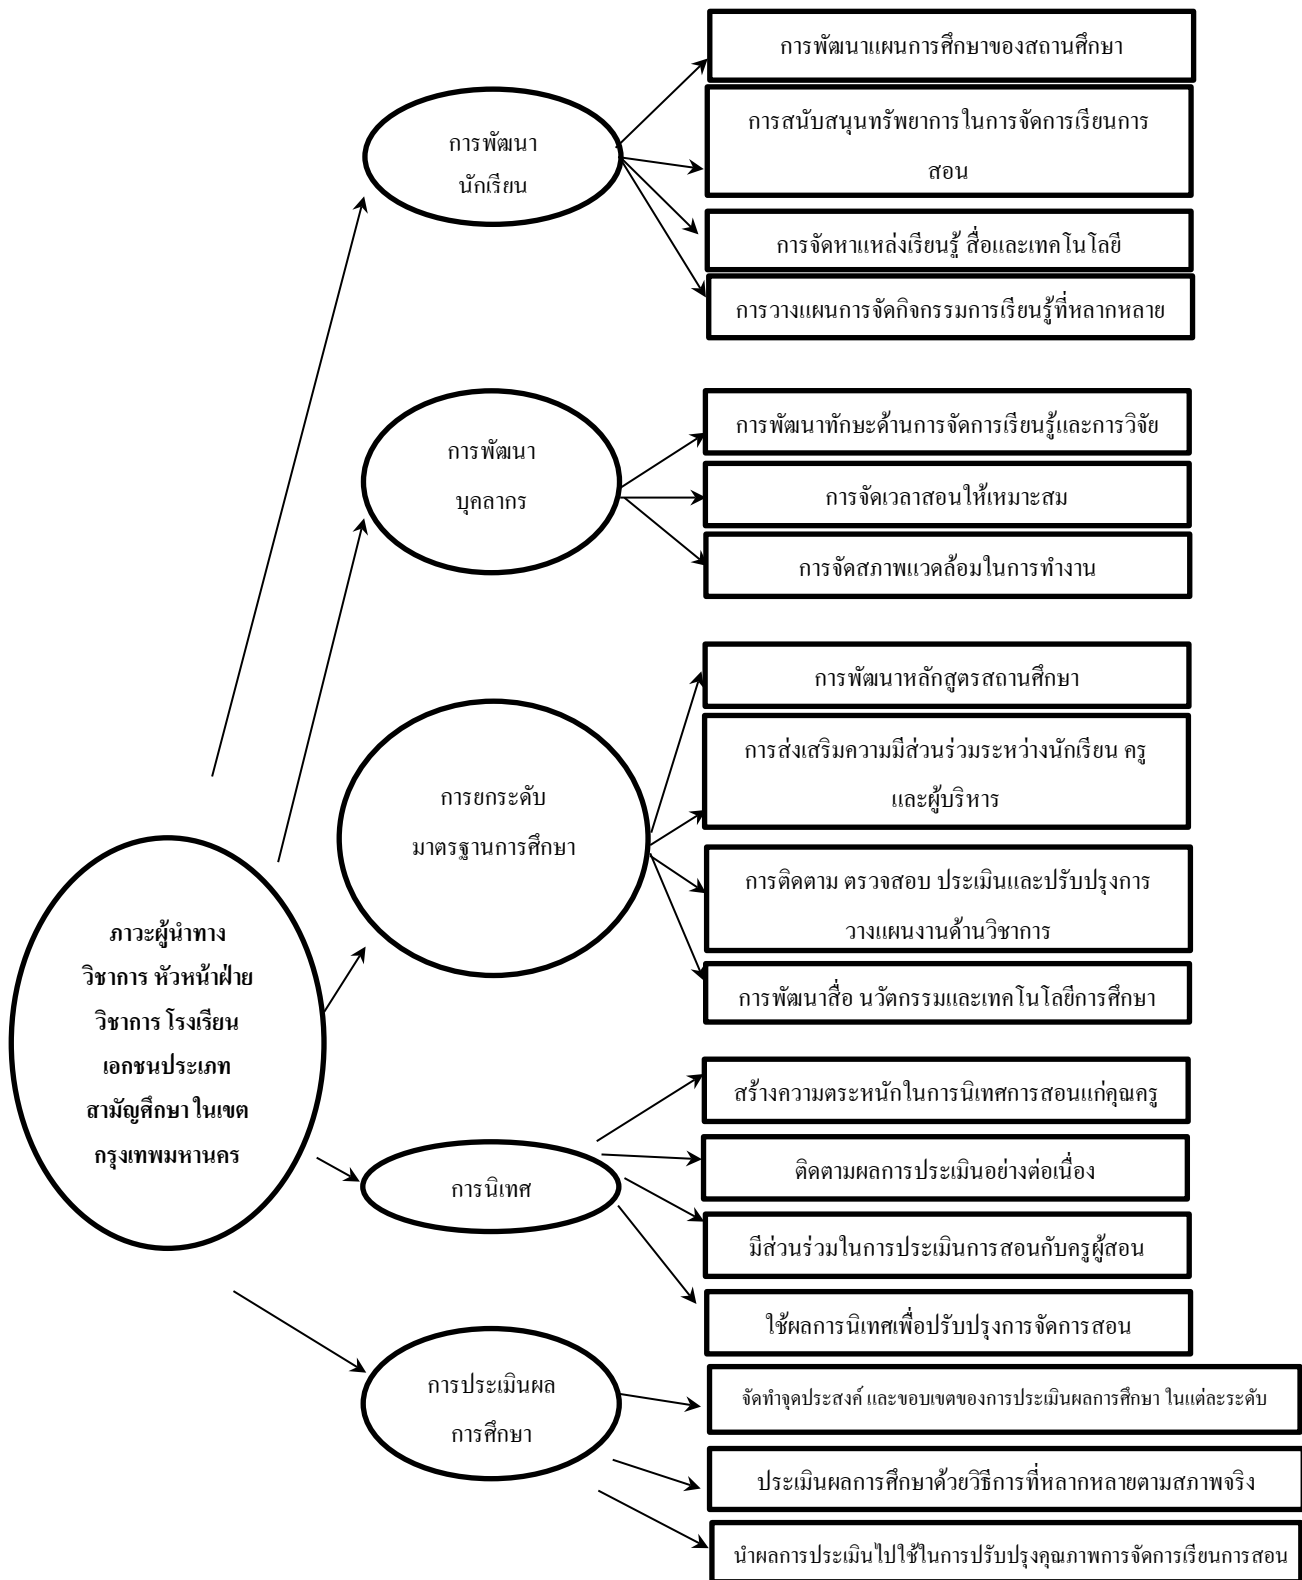 การพัฒนาแผนการศึกษาของสถานศึกษา
การสนับสนุนทรัพยาการในการจัดการเรียนการ
สอน
การพัฒนา
นักเรียน
การจัดหาแหล่งเรียนรู้ สื่อและเทคโนโลยี
การวางแผนการจัดกิจกรรมการเรียนรู้ที่หลากหลาย
การพัฒนาทักษะด้านการจัดการเรียนรู้และการวิจัย
การพัฒนา
บุคลากร
การจัดเวลาสอนให้เหมาะสม
การจัดสภาพแวดล้อมในการทำงาน
การพัฒนาหลักสูตรสถานศึกษา
การส่งเสริมความมีส่วนร่วมระหว่างนักเรียน ครู
และผู้บริหาร
การยกระดับ
มาตรฐานการศึกษา
การติดตาม ตรวจสอบ ประเมินและปรับปรุงการ
วางแผนงานด้านวิชาการ
การพัฒนาสื่อ นวัตกรรมและเทคโนโลยีการศึกษา
ภาวะผู้นำทาง
วิชาการ หัวหน้าฝ่าย
วิชาการ โรงเรียน
เอกชนประเภท
สามัญศึกษา ในเขต
กรุงเทพมหานคร
สร้างความตระหนักในการนิเทศการสอนแก่คุณครู
ติดตามผลการประเมินอย่างต่อเนื่อง
การนิเทศ
มีส่วนร่วมในการประเมินการสอนกับครูผู้สอน
ใช้ผลการนิเทศเพื่อปรับปรุงการจัดการสอน
การประเมินผล
การศึกษา
จัดทำจุดประสงค์ และขอบเขตของการประเมินผลการศึกษา ในแต่ละระดับ
ประเมินผลการศึกษาด้วยวิธีการที่หลากหลายตามสภาพจริง
นำผลการประเมินไปใช้ในการปรับปรุงคุณภาพการจัดการเรียนการสอน